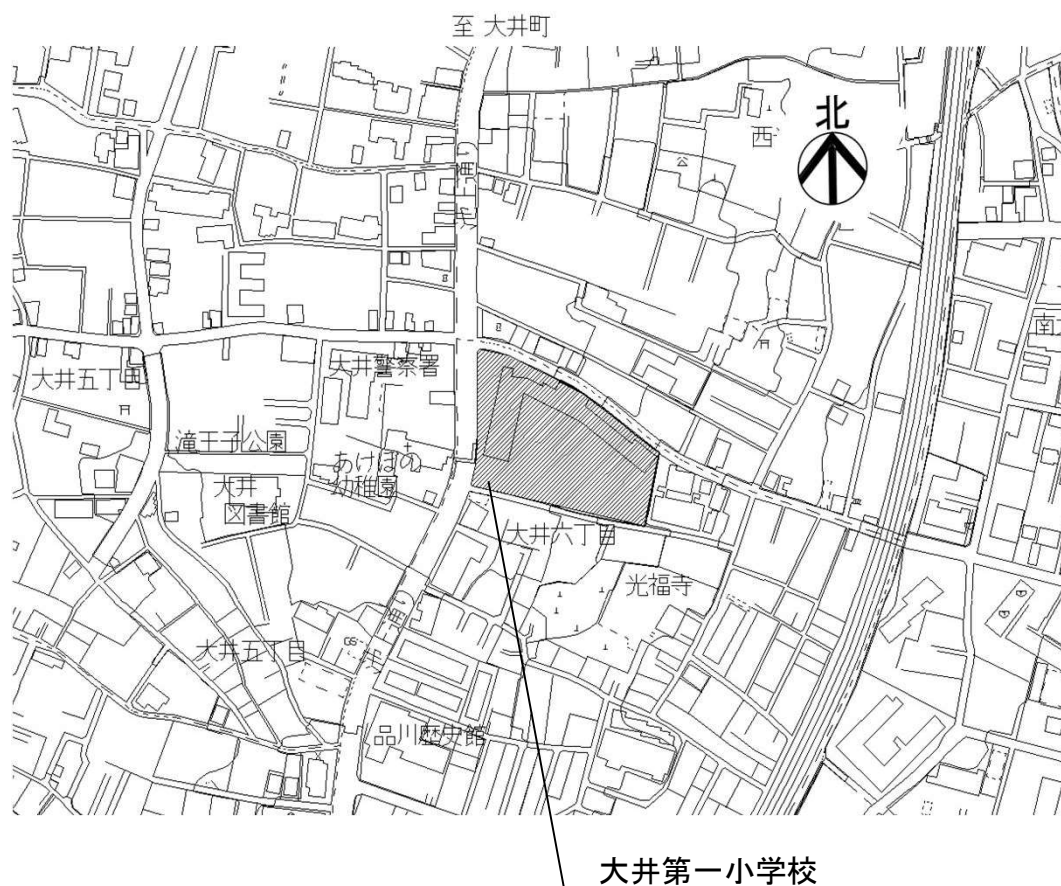 至 大井町
北
西
大井五丁目
大井警察署
滝王子公園
あけぼの
幼稚園
大井
図書館
大井六丁目
光福寺
大井五丁目
GS
品川歴史館
大井第一小学校